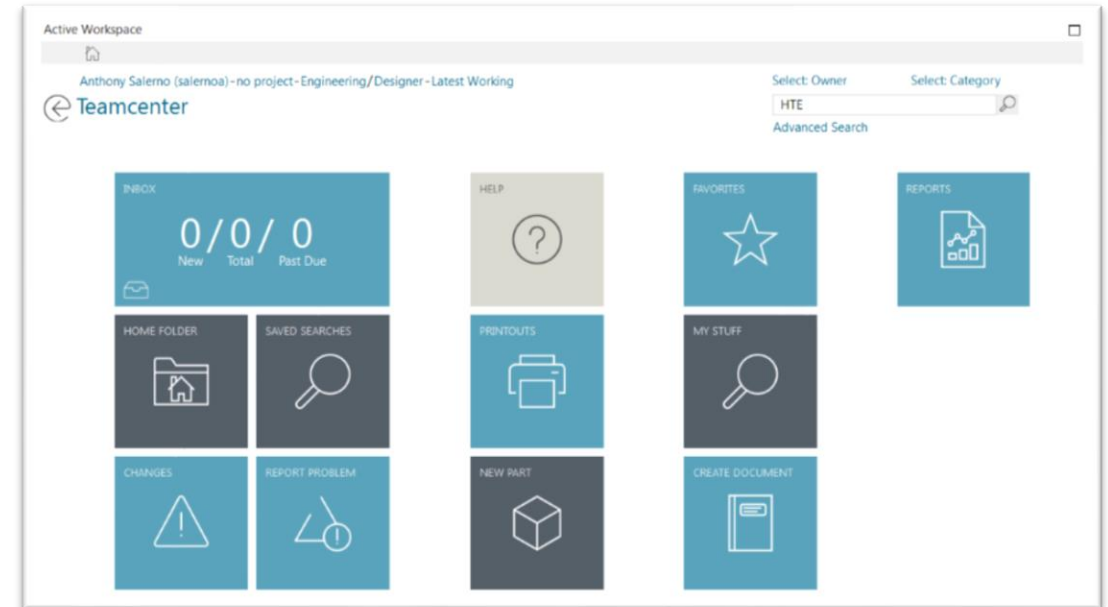 Active Workspace
Anthony Salerno (salernoa)-no project-Engineering/Designer-Latest Working
Select: Owner
Select: Category
Teamcenter
HTE
Advanced Search
INBOX
0/0/ 0
New Total Past Due
HELP
?
FAVORITES
REPORTS
HOME FOLDER
SAVED SEARCHES
PRINTOUTS
MY STUFF
CHANGES
!
REPORT PROBLEM
!
NEW PART
CREATE DOCUMENT